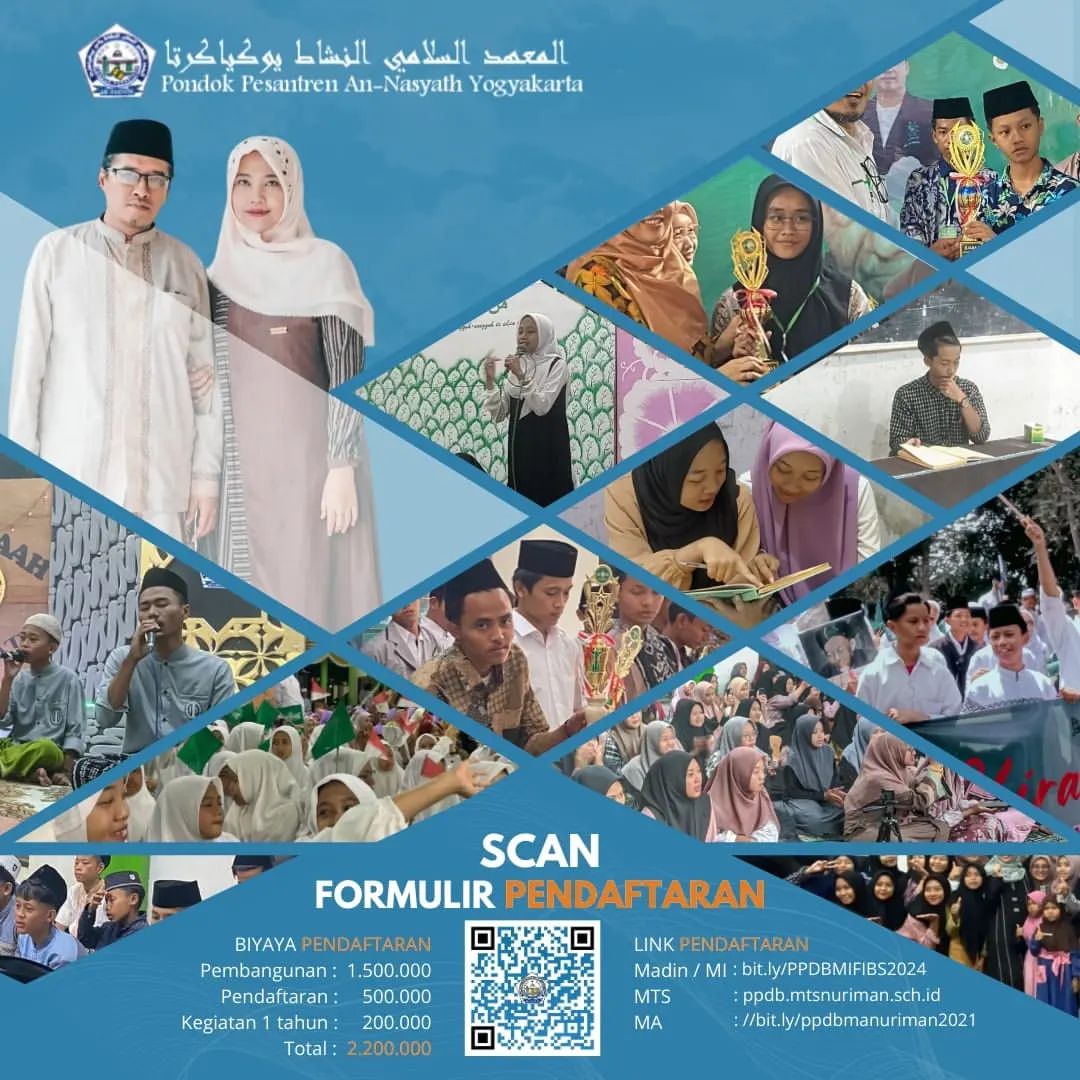 المعهد السلامي النشاط يوكياكرتا
Pondok Pesantren An-Nasyath Yogyakarta
AAH
SCAN
FORMULIR PENDAFTARAN
BIYAYA PENDAFTARAN
Pembangunan : 1.500.000
Pendaftaran : 500.000
Kegiatan 1 tahun : 200.000
Total : 2.200.000
LINK PENDAFTARAN
Madin / MI : bit.ly/PPDBMIFIBS2024
MTS : ppdb.mtsnuriman.sch.id
MA : ://bit.ly/ppdbmanuriman2021